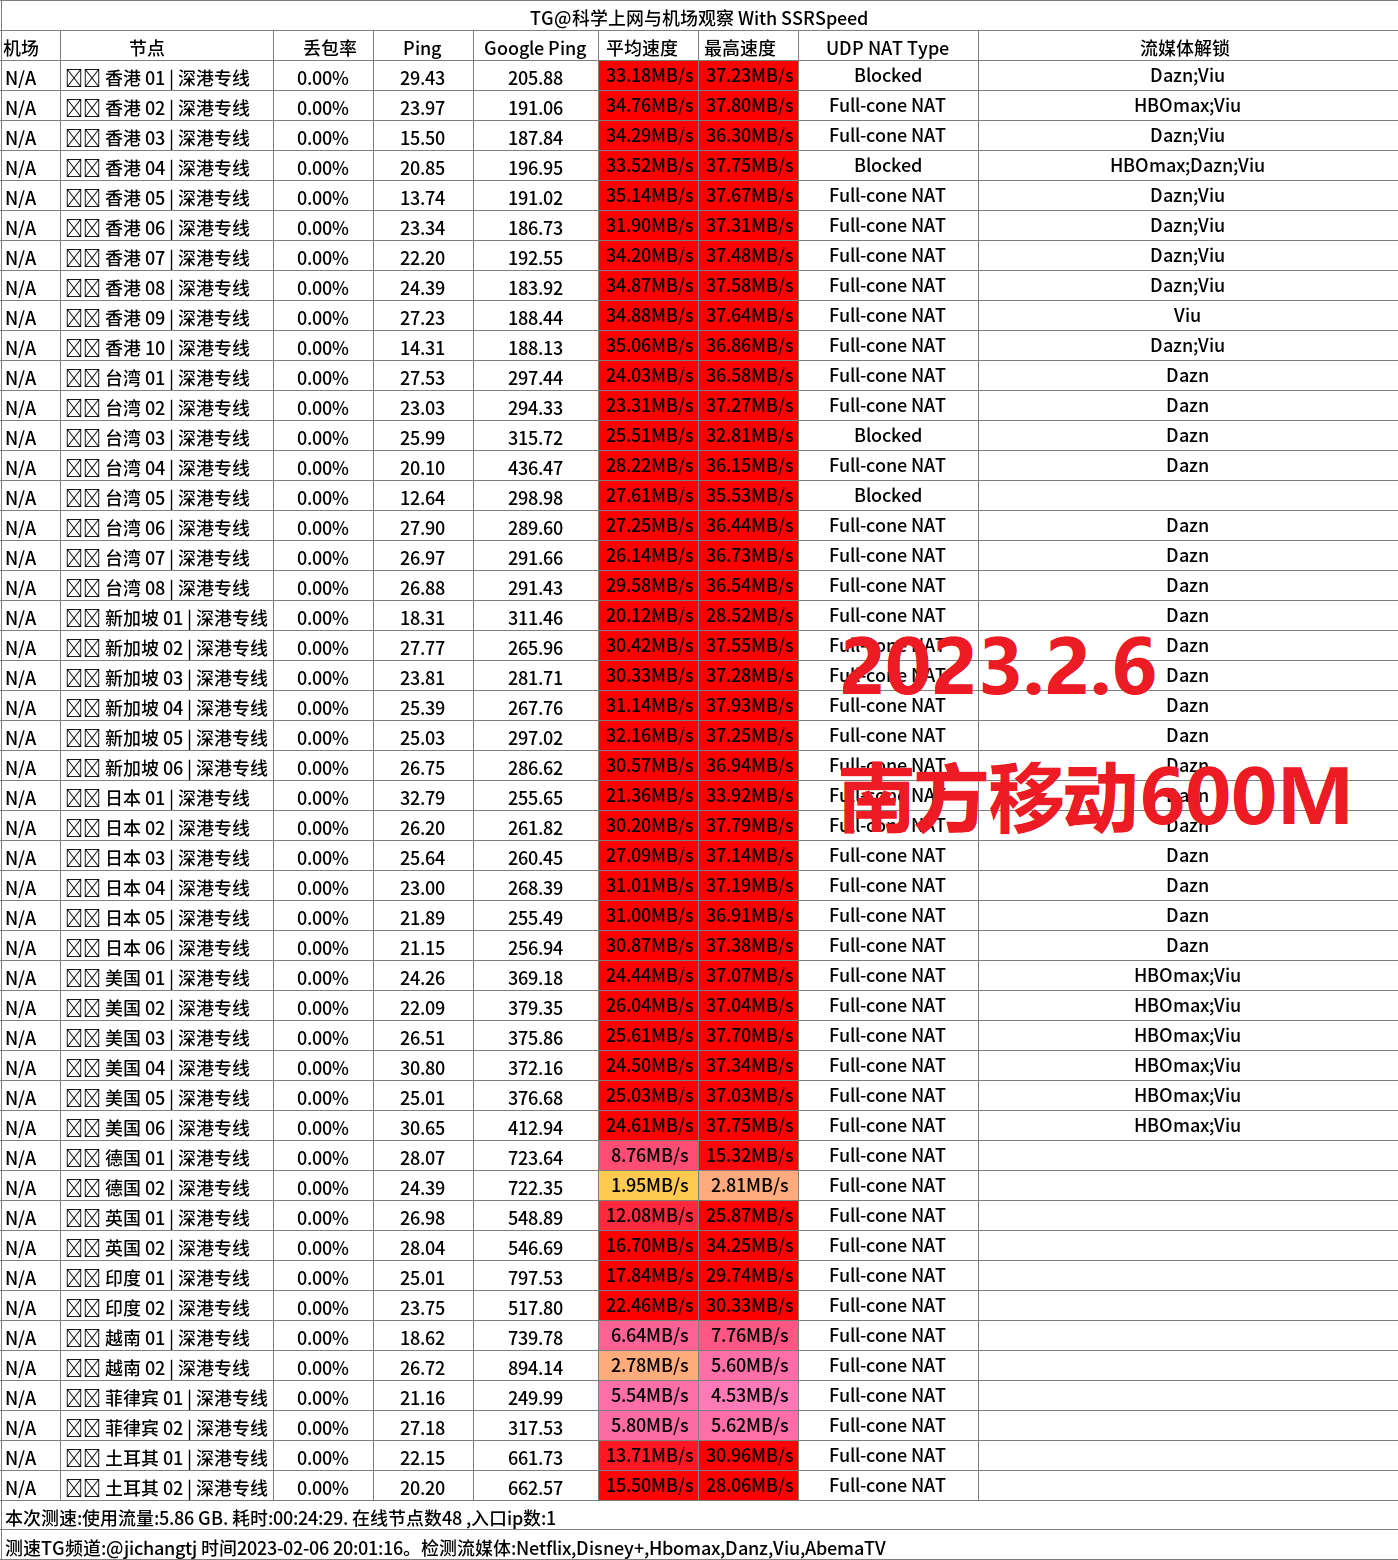 TG@科学上网与机场观察 With SSRSpeed
机场 节点 丢包率 Ping Google Ping 平均速度 最高速度 UDP NAT Type 流媒体解锁
N/A 香港 01 | 深港专线 0.00% 29.43 205.88 33.18MB/s 37.23MB/s Blocked Dazn;Viu
N/A 香港 02 | 深港专线 0.00% 23.97 191.06 34.76MB/s 37.80MB/s Full-cone NAT HBOmax;Viu
N/A 香港 03 | 深港专线 0.00% 15.50 187.84 34.29MB/s 36.30MB/s Full-cone NAT Dazn;Viu
N/A 香港 04 | 深港专线 0.00% 20.85 196.95 33.52MB/s 37.75MB/s Blocked HBOmax;Dazn;Viu
N/A 香港 05 | 深港专线 0.00% 13.74 191.02 35.14MB/s 37.67MB/s Full-cone NAT Dazn;Viu
N/A 香港 06 | 深港专线 0.00% 23.34 186.73 31.90MB/s 37.31MB/s Full-cone NAT Dazn;Viu
N/A 香港 07 | 深港专线 0.00% 22.20 192.55 34.20MB/s 37.48MB/s Full-cone NAT Dazn;Viu
N/A 香港 08 | 深港专线 0.00% 24.39 183.92 34.87MB/s 37.58MB/s Full-cone NAT Dazn;Viu
N/A 香港 09 | 深港专线 0.00% 27.23 188.44 34.88MB/s 37.64MB/s Full-cone NAT Viu
N/A 香港 10 | 深港专线 0.00% 14.31 188.13 35.06MB/s 36.86MB/s Full-cone NAT Dazn;Viu
N/A 台湾 01 | 深港专线 0.00% 27.53 297.44 24.03MB/s 36.58MB/s Full-cone NAT Dazn
N/A 台湾 02 | 深港专线 0.00% 23.03 294.33 23.31MB/s 37.27MB/s Full-cone NAT Dazn
N/A 台湾 03 | 深港专线 0.00% 25.99 315.72 25.51MB/s 32.81MB/s Blocked Dazn
N/A 台湾 04 | 深港专线 0.00% 20.10 436.47 28.22MB/s 36.15MB/s Full-cone NAT Dazn
N/A 台湾 05 | 深港专线 0.00% 12.64 298.98 27.61MB/s 35.53MB/s Blocked
N/A 台湾 06 | 深港专线 0.00% 27.90 289.60 27.25MB/s 36.44MB/s Full-cone NAT Dazn
N/A 台湾 07 | 深港专线 0.00% 26.97 291.66 26.14MB/s 36.73MB/s Full-cone NAT Dazn
N/A 台湾 08 | 深港专线 0.00% 26.88 291.43 29.58MB/s 36.54MB/s Full-cone NAT Dazn
N/A 新加坡 01 | 深港专线 0.00% 18.31 311.46 20.12MB/s 28.52MB/s Full-cone NAT Dazn
N/A 新加坡 02 | 深港专线 0.00% 27.77 265.96 30.42MB/s 37.55MB/s Full-cone NAT Dazn
2023.2.6
N/A 新加坡 03 | 深港专线 0.00% 23.81 281.71 30.33MB/s 37.28MB/s Full-cone NAT Dazn
N/A 新加坡 04 | 深港专线 0.00% 25.39 267.76 31.14MB/s 37.93MB/s Full-cone NAT Dazn
N/A 新加坡 05 | 深港专线 0.00% 25.03 297.02 32.16MB/s 37.25MB/s Full-cone NAT Dazn
N/A 新加坡 06 | 深港专线 0.00% 26.75 286.62 30.57MB/s 36.94MB/s Full-cone NAT Dazn
南方移动600M
N/A 日本 01 | 深港专线 0.00% 32.79 255.65 21.36MB/s 33.92MB/s Full-cone NAT Dazn
N/A 日本 02 | 深港专线 0.00% 26.20 261.82 30.20MB/s 37.79MB/s Full-cone NAT Dazn
N/A 日本 03 | 深港专线 0.00% 25.64 260.45 27.09MB/s 37.14MB/s Full-cone NAT Dazn
N/A 日本 04 | 深港专线 0.00% 23.00 268.39 31.01MB/s 37.19MB/s Full-cone NAT Dazn
N/A 日本 05 | 深港专线 0.00% 21.89 255.49 31.00MB/s 36.91MB/s Full-cone NAT Dazn
N/A 日本 06 | 深港专线 0.00% 21.15 256.94 30.87MB/s 37.38MB/s Full-cone NAT Dazn
N/A 美国 01 | 深港专线 0.00% 24.26 369.18 24.44MB/s 37.07MB/s Full-cone NAT HBOmax;Viu
N/A 美国 02 | 深港专线 0.00% 22.09 379.35 26.04MB/s 37.04MB/s Full-cone NAT HBOmax;Viu
N/A 美国 03 | 深港专线 0.00% 26.51 375.86 25.61MB/s 37.70MB/s Full-cone NAT HBOmax;Viu
N/A 美国 04 | 深港专线 0.00% 30.80 372.16 24.50MB/s 37.34MB/s Full-cone NAT HBOmax;Viu
N/A 美国 05 | 深港专线 0.00% 25.01 376.68 25.03MB/s 37.03MB/s Full-cone NAT HBOmax;Viu
N/A 美国 06 | 深港专线 0.00% 30.65 412.94 24.61MB/s 37.75MB/s Full-cone NAT HBOmax;Viu
N/A 德国 01 | 深港专线 0.00% 28.07 723.64 8.76MB/s 15.32MB/s Full-cone NAT
N/A 德国 02 | 深港专线 0.00% 24.39 722.35 1.95MB/s 2.81MB/s Full-cone NAT
N/A 英国 01 | 深港专线 0.00% 26.98 548.89 12.08MB/s 25.87MB/s Full-cone NAT
N/A 英国 02 | 深港专线 0.00% 28.04 546.69 16.70MB/s 34.25MB/s Full-cone NAT
N/A 印度 01 | 深港专线 0.00% 25.01 797.53 17.84MB/s 29.74MB/s Full-cone NAT
N/A 印度 02 | 深港专线 0.00% 23.75 517.80 22.46MB/s 30.33MB/s Full-cone NAT
N/A 越南 01 | 深港专线 0.00% 18.62 739.78 6.64MB/s 7.76MB/s Full-cone NAT
N/A 越南 02 | 深港专线 0.00% 26.72 894.14 2.78MB/s 5.60MB/s Full-cone NAT
N/A 菲律宾 01 | 深港专线 0.00% 21.16 249.99 5.54MB/s 4.53MB/s Full-cone NAT
N/A 菲律宾 02 | 深港专线 0.00% 27.18 317.53 5.80MB/s 5.62MB/s Full-cone NAT
N/A 土耳其 01 | 深港专线 0.00% 22.15 661.73 13.71MB/s 30.96MB/s Full-cone NAT
N/A 土耳其 02 | 深港专线 0.00% 20.20 662.57 15.50MB/s 28.06MB/s Full-cone NAT
本次测速:使用流量:5.86 GB. 耗时:00:24:29. 在线节点数48 ,入口ip数:1
测速TG频道:@jichangtj 时间2023-02-06 20:01:16。检测流媒体:Netflix,Disney+,Hbomax,Danz,Viu,AbemaTV